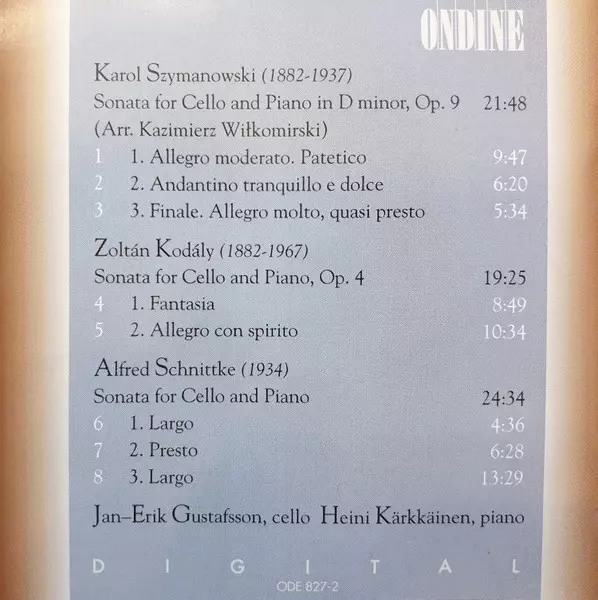 ONDINE
Karol Szymanowski (1882-1937)
Sonata for Cello and Piano in D minor, Op. 9 21:48
(Arr. Kazimierz Wiłkomirski)
1 1. Allegro moderato. Patetico 9:47
2 2. Andantino tranquillo e dolce 6:20
3 3. Finale. Allegro molto, quasi presto 5:34
Zoltán Kodály (1882-1967)
Sonata for Cello and Piano, Op. 4 19:25
4 1. Fantasia 8:49
5 2. Allegro con spirito 10:34
Alfred Schnittke (1934)
Sonata for Cello and Piano 24:34
6 1. Largo 4:36
7 2. Presto 6:28
8 3. Largo 13:29
Jan–Erik Gustafsson, cello Heini Kärkkäinen, piano
DIGITAL
ODE 827-2